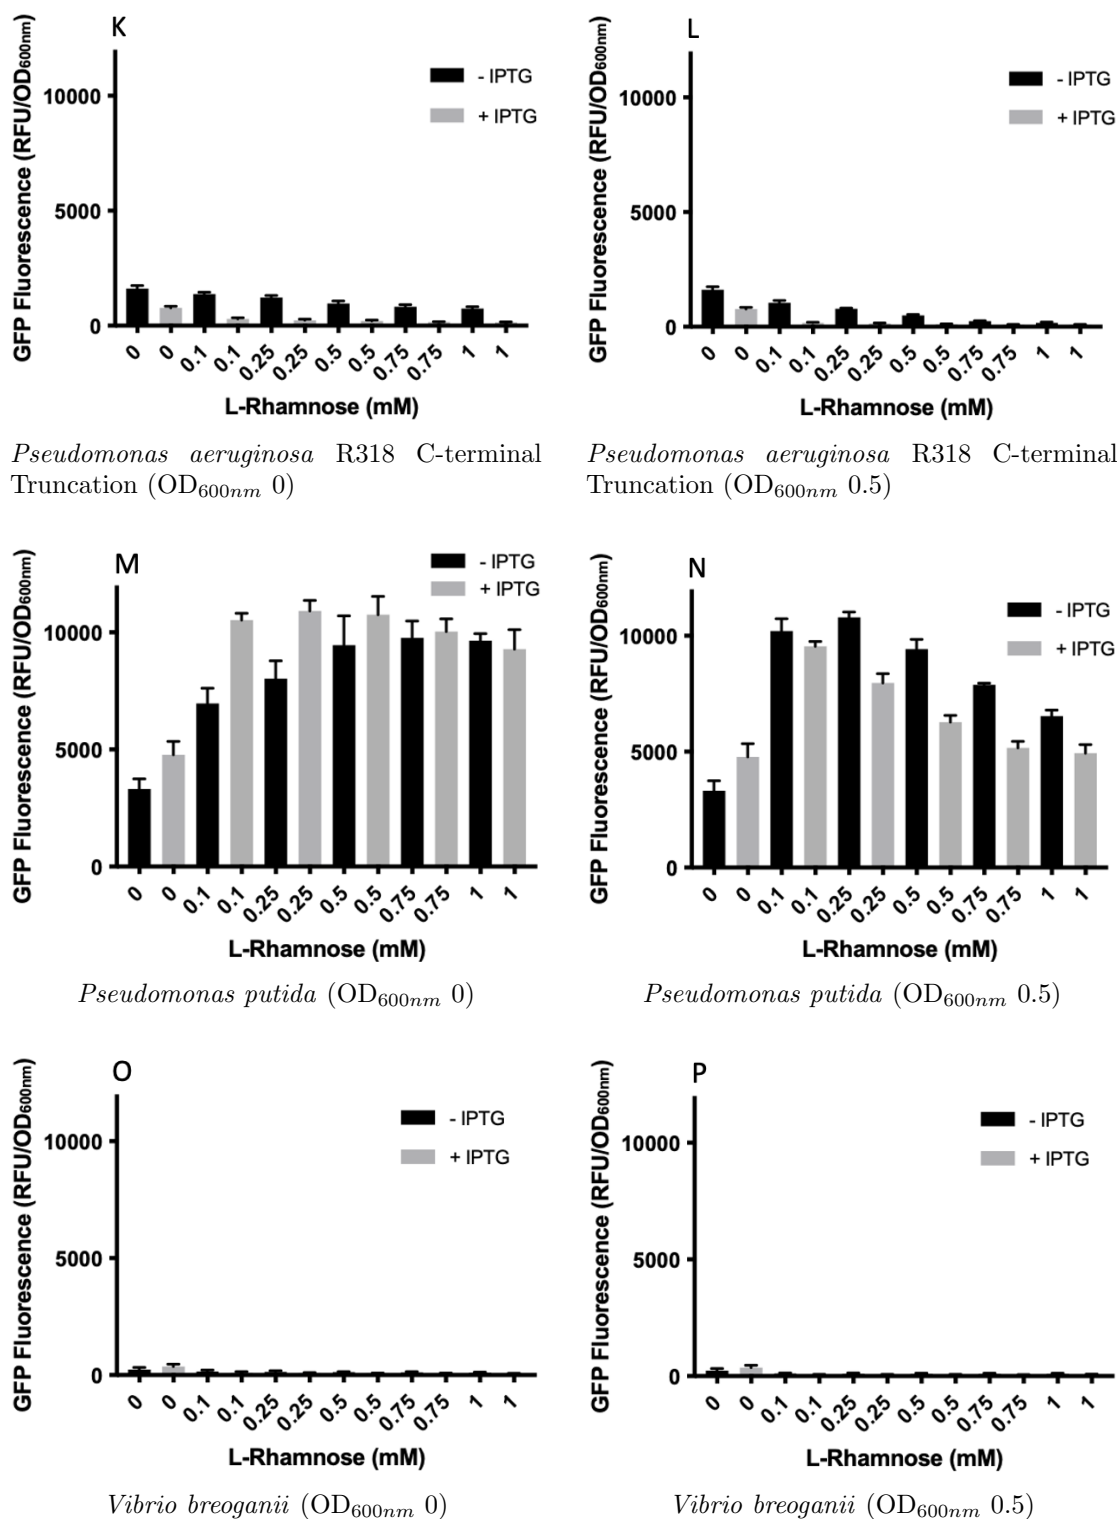 K
GFP Fluorescence (RFU/OD600nm)
10000
5000
0
- IPTG
+ IPTG
0 0 0.1 0.1 0.25 0.25 0.5 0.5 0.75 0.75 1 1
L-Rhamnose (mM)
Pseudomonas aeruginosa R318 C-terminal
Truncation (OD600nm 0)
L
GFP Fluorescence (RFU/OD600nm)
10000
5000
0
- IPTG
+ IPTG
0 0 0.1 0.1 0.25 0.25 0.5 0.5 0.75 0.75 1 1
L-Rhamnose (mM)
Pseudomonas aeruginosa R318 C-terminal
Truncation (OD600nm 0.5)
M
GFP Fluorescence (RFU/OD600nm)
10000
5000
0
- IPTG
+ IPTG
0 0 0.1 0.1 0.25 0.25 0.5 0.5 0.75 0.75 1 1
L-Rhamnose (mM)
Pseudomonas putida (OD600nm 0)
N
GFP Fluorescence (RFU/OD600nm)
10000
5000
0
- IPTG
+ IPTG
0 0 0.1 0.1 0.25 0.25 0.5 0.5 0.75 0.75 1 1
L-Rhamnose (mM)
Pseudomonas putida (OD600nm 0.5)
O
GFP Fluorescence (RFU/OD600nm)
10000
5000
0
- IPTG
+ IPTG
0 0 0.1 0.1 0.25 0.25 0.5 0.5 0.75 0.75 1 1
L-Rhamnose (mM)
Vibrio breoganii (OD600nm 0)
P
GFP Fluorescence (RFU/OD600nm)
10000
5000
0
- IPTG
+ IPTG
0 0 0.1 0.1 0.25 0.25 0.5 0.5 0.75 0.75 1 1
L-Rhamnose (mM)
Vibrio breoganii (OD600nm 0.5)